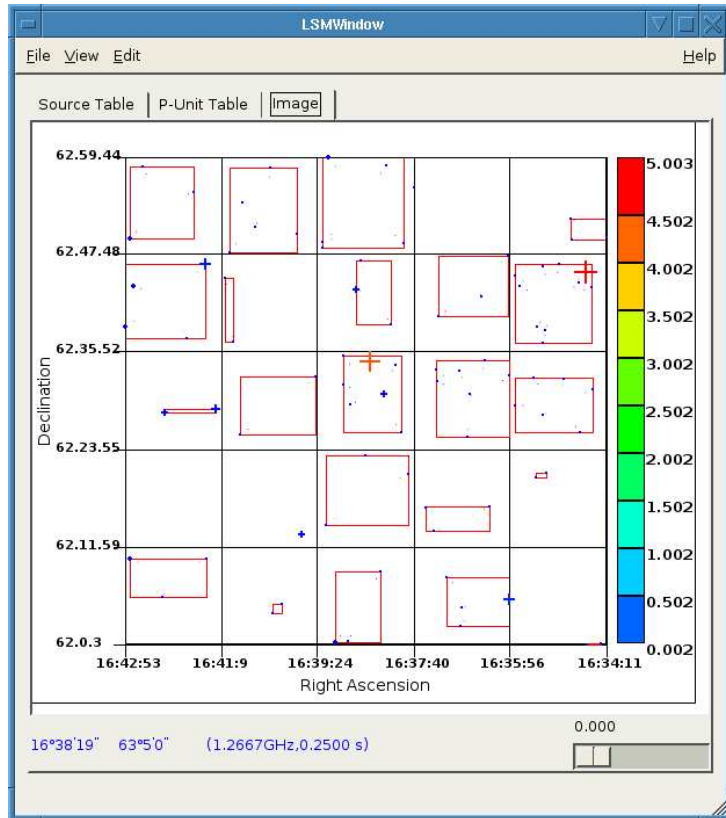 LSMWindow
File View Edit Help
Source Table P-Unit Table Image
62.59.44
62.47.48
62.35.52
62.23.55
62.11.59
62.0.3
Declination
16:42:53 16:41:9 16:39:24 16:37:40 16:35:56 16:34:11
Right Ascension
5.003
4.502
4.002
3.502
3.002
2.502
2.002
1.502
1.002
0.502
0.002
0.000
16°38'19" 63°5'0" (1.2667GHz,0.2500 s)